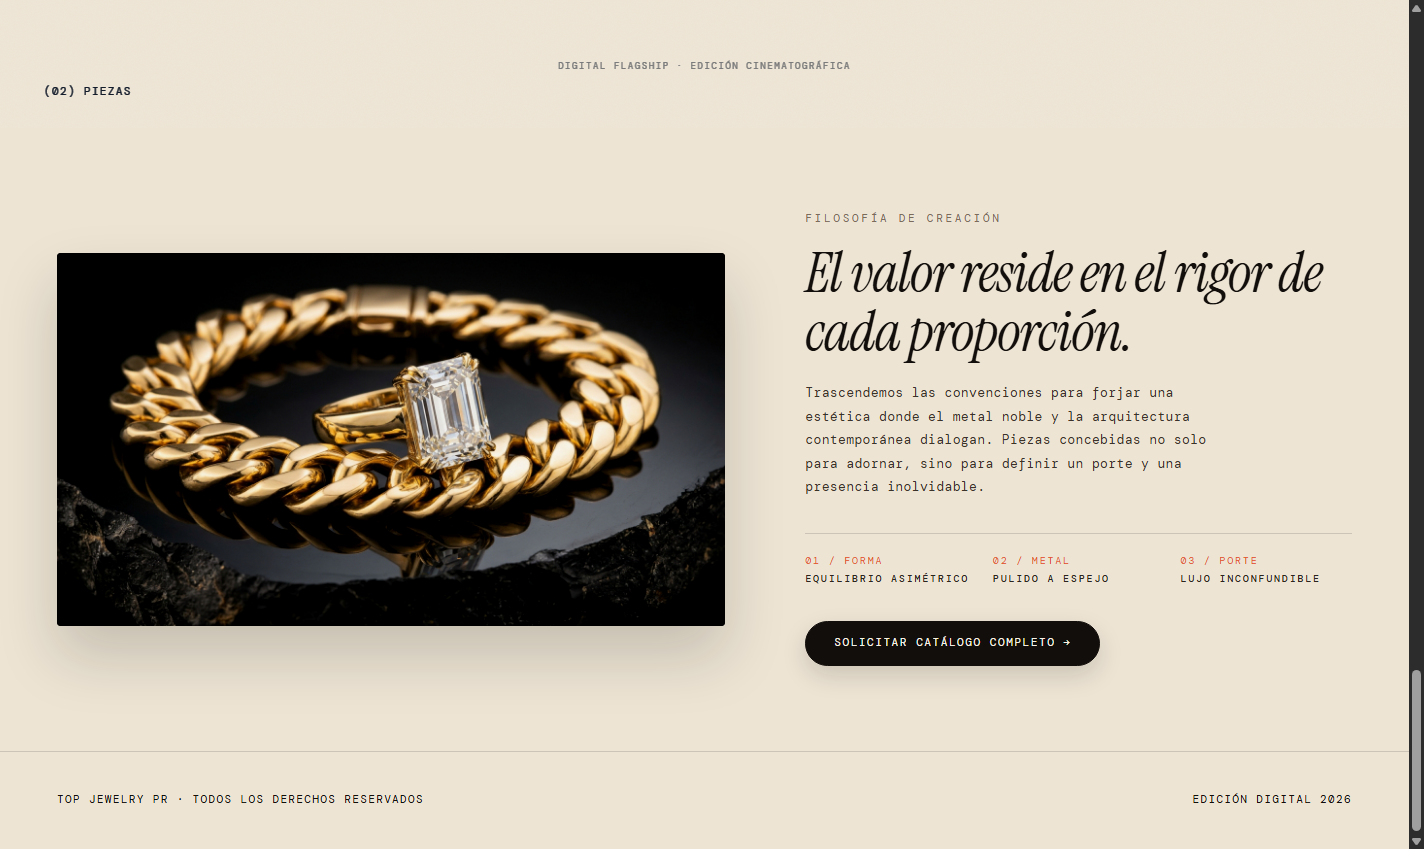 DIGITAL FLAGSHIP · EDICIÓN CINEMATOGRÁFICA
(02) PIEZAS
FILOSOFÍA DE CREACIÓN
El valor reside en el rigor de
cada proporción.
Trascendemos las convenciones para forjar una
estética donde el metal noble y la arquitectura
contemporánea dialogan. Piezas concebidas no solo
para adornar, sino para definir un porte y una
presencia inolvidable.
01 / FORMA
EQUILIBRIO ASIMÉTRICO
02 / METAL
PULIDO A ESPEJO
03 / PORTE
LUJO INCONFUNDIBLE
SOLICITAR CATÁLOGO COMPLETO →
TOP JEWELRY PR · TODOS LOS DERECHOS RESERVADOS
EDICIÓN DIGITAL 2026